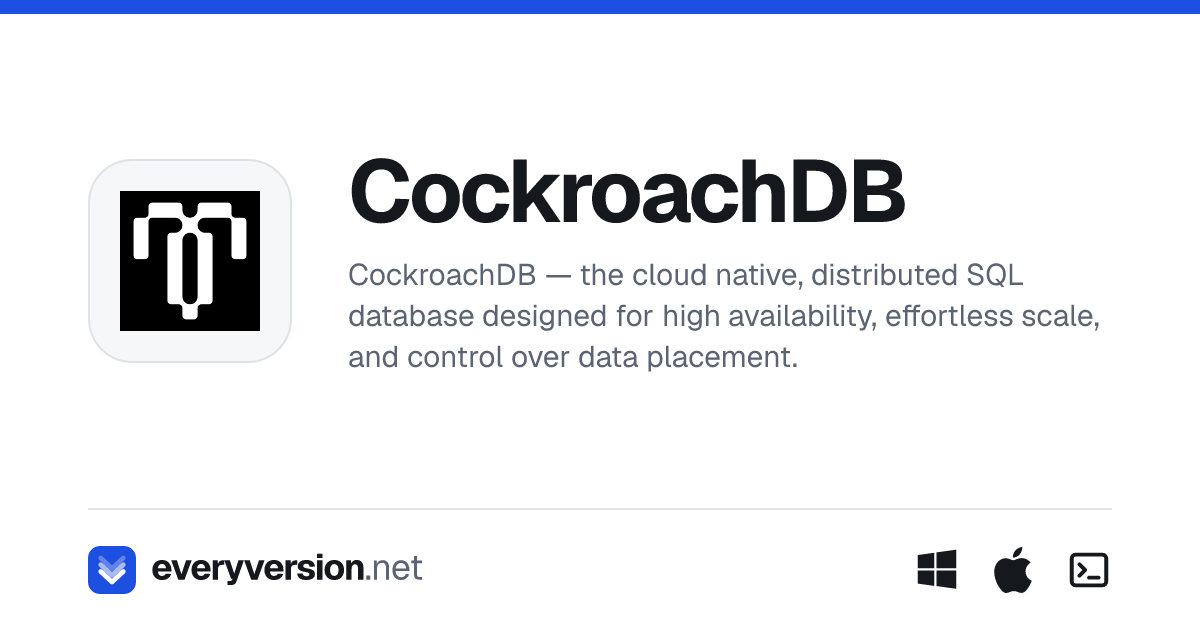 CockroachDB
CockroachDB — the cloud native, distributed SQL
database designed for high availability, effortless scale,
and control over data placement.
everyversion.net